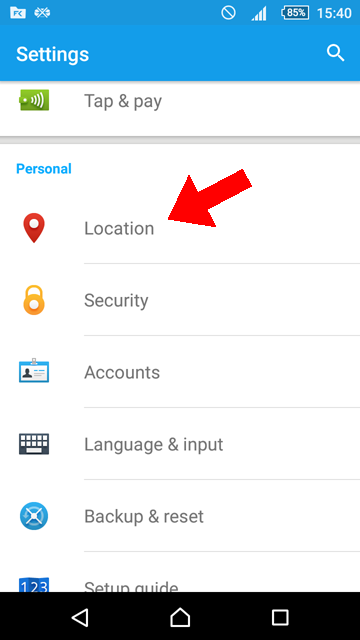 85% 15:40
Settings
Tap & pay
Personal
Location
Security
Accounts
Language & input
Backup & reset
123 Setup guide